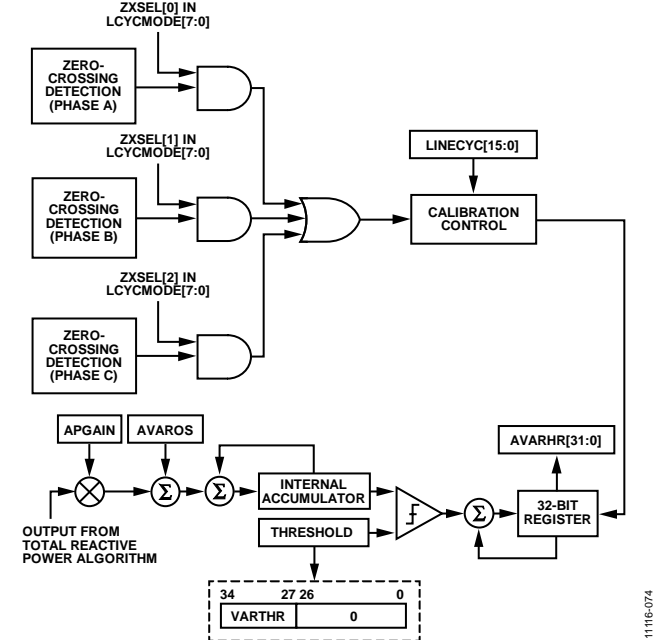 ZXSEL[0] IN
LCYCMODE[7:0]
ZERO-
CROSSING
DETECTION
(PHASE A)
ZXSEL[1] IN
LCYCMODE[7:0]
ZERO-
CROSSING
DETECTION
(PHASE B)
LINECYC[15:0]
CALIBRATION
CONTROL
ZXSEL[2] IN
LCYCMODE[7:0]
ZERO-
CROSSING
DETECTION
(PHASE C)
APGAIN
AVAROS
AVARHR[31:0]
Σ
Σ
INTERNAL
ACCUMULATOR
Σ
32-BIT
REGISTER
OUTPUT FROM
TOTAL REACTIVE
POWER ALGORITHM
THRESHOLD
34 27 26 0
VARTHR 0
11116-074